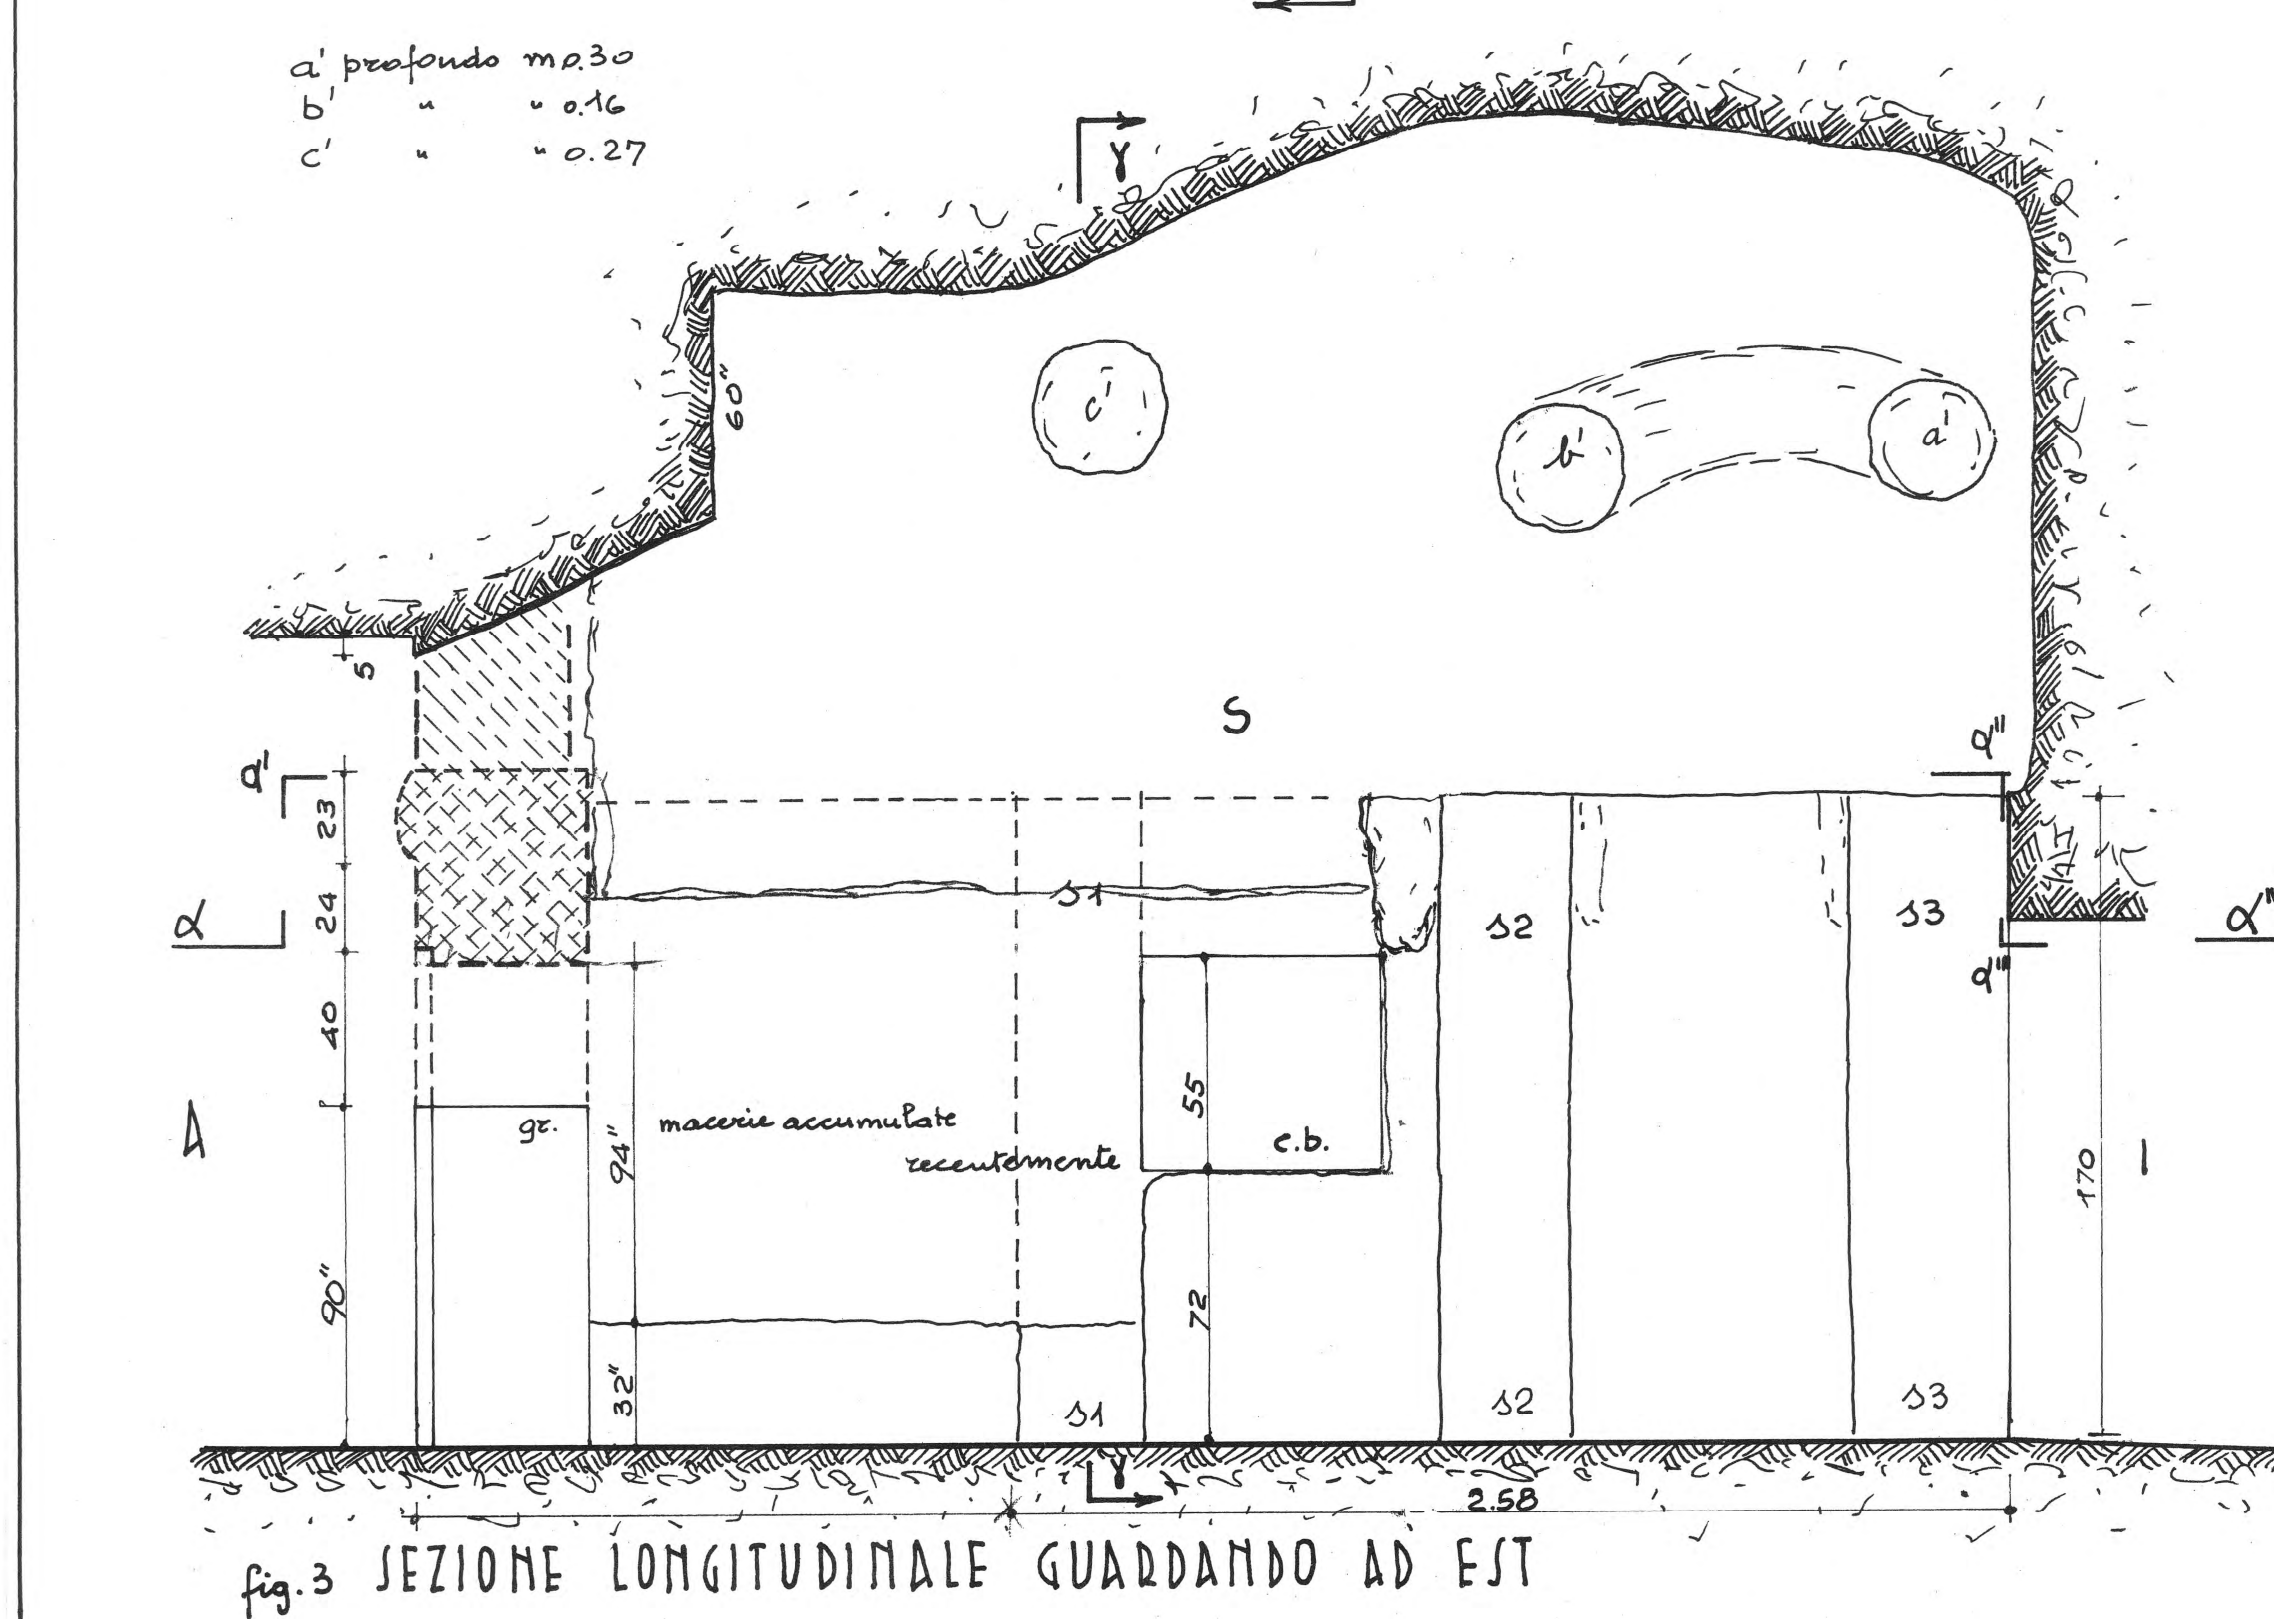 a' profondo m 0.30
b' " " 0.16
c' " " 0.27
γ
60"
c'
b'
a'
5
S
α'
α"
23
24
s1
s2
s3
α
α"
α'''
40
gr.
94"
macerie accumulate
recentemente
55
c.b.
A
I
170
90"
72
32"
s1
s2
s3
γ
2.58
fig. 3 SEZIONE LONGITUDINALE GUARDANDO AD EST